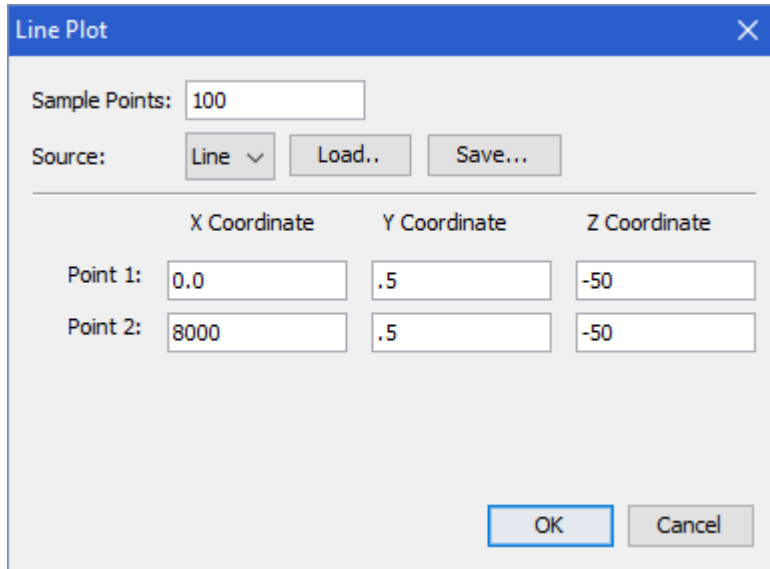 Line Plot
Sample Points: 100
Source: Line Load.. Save...
X Coordinate Y Coordinate Z Coordinate
Point 1: 0.0 .5 -50
Point 2: 8000 .5 -50
OK Cancel